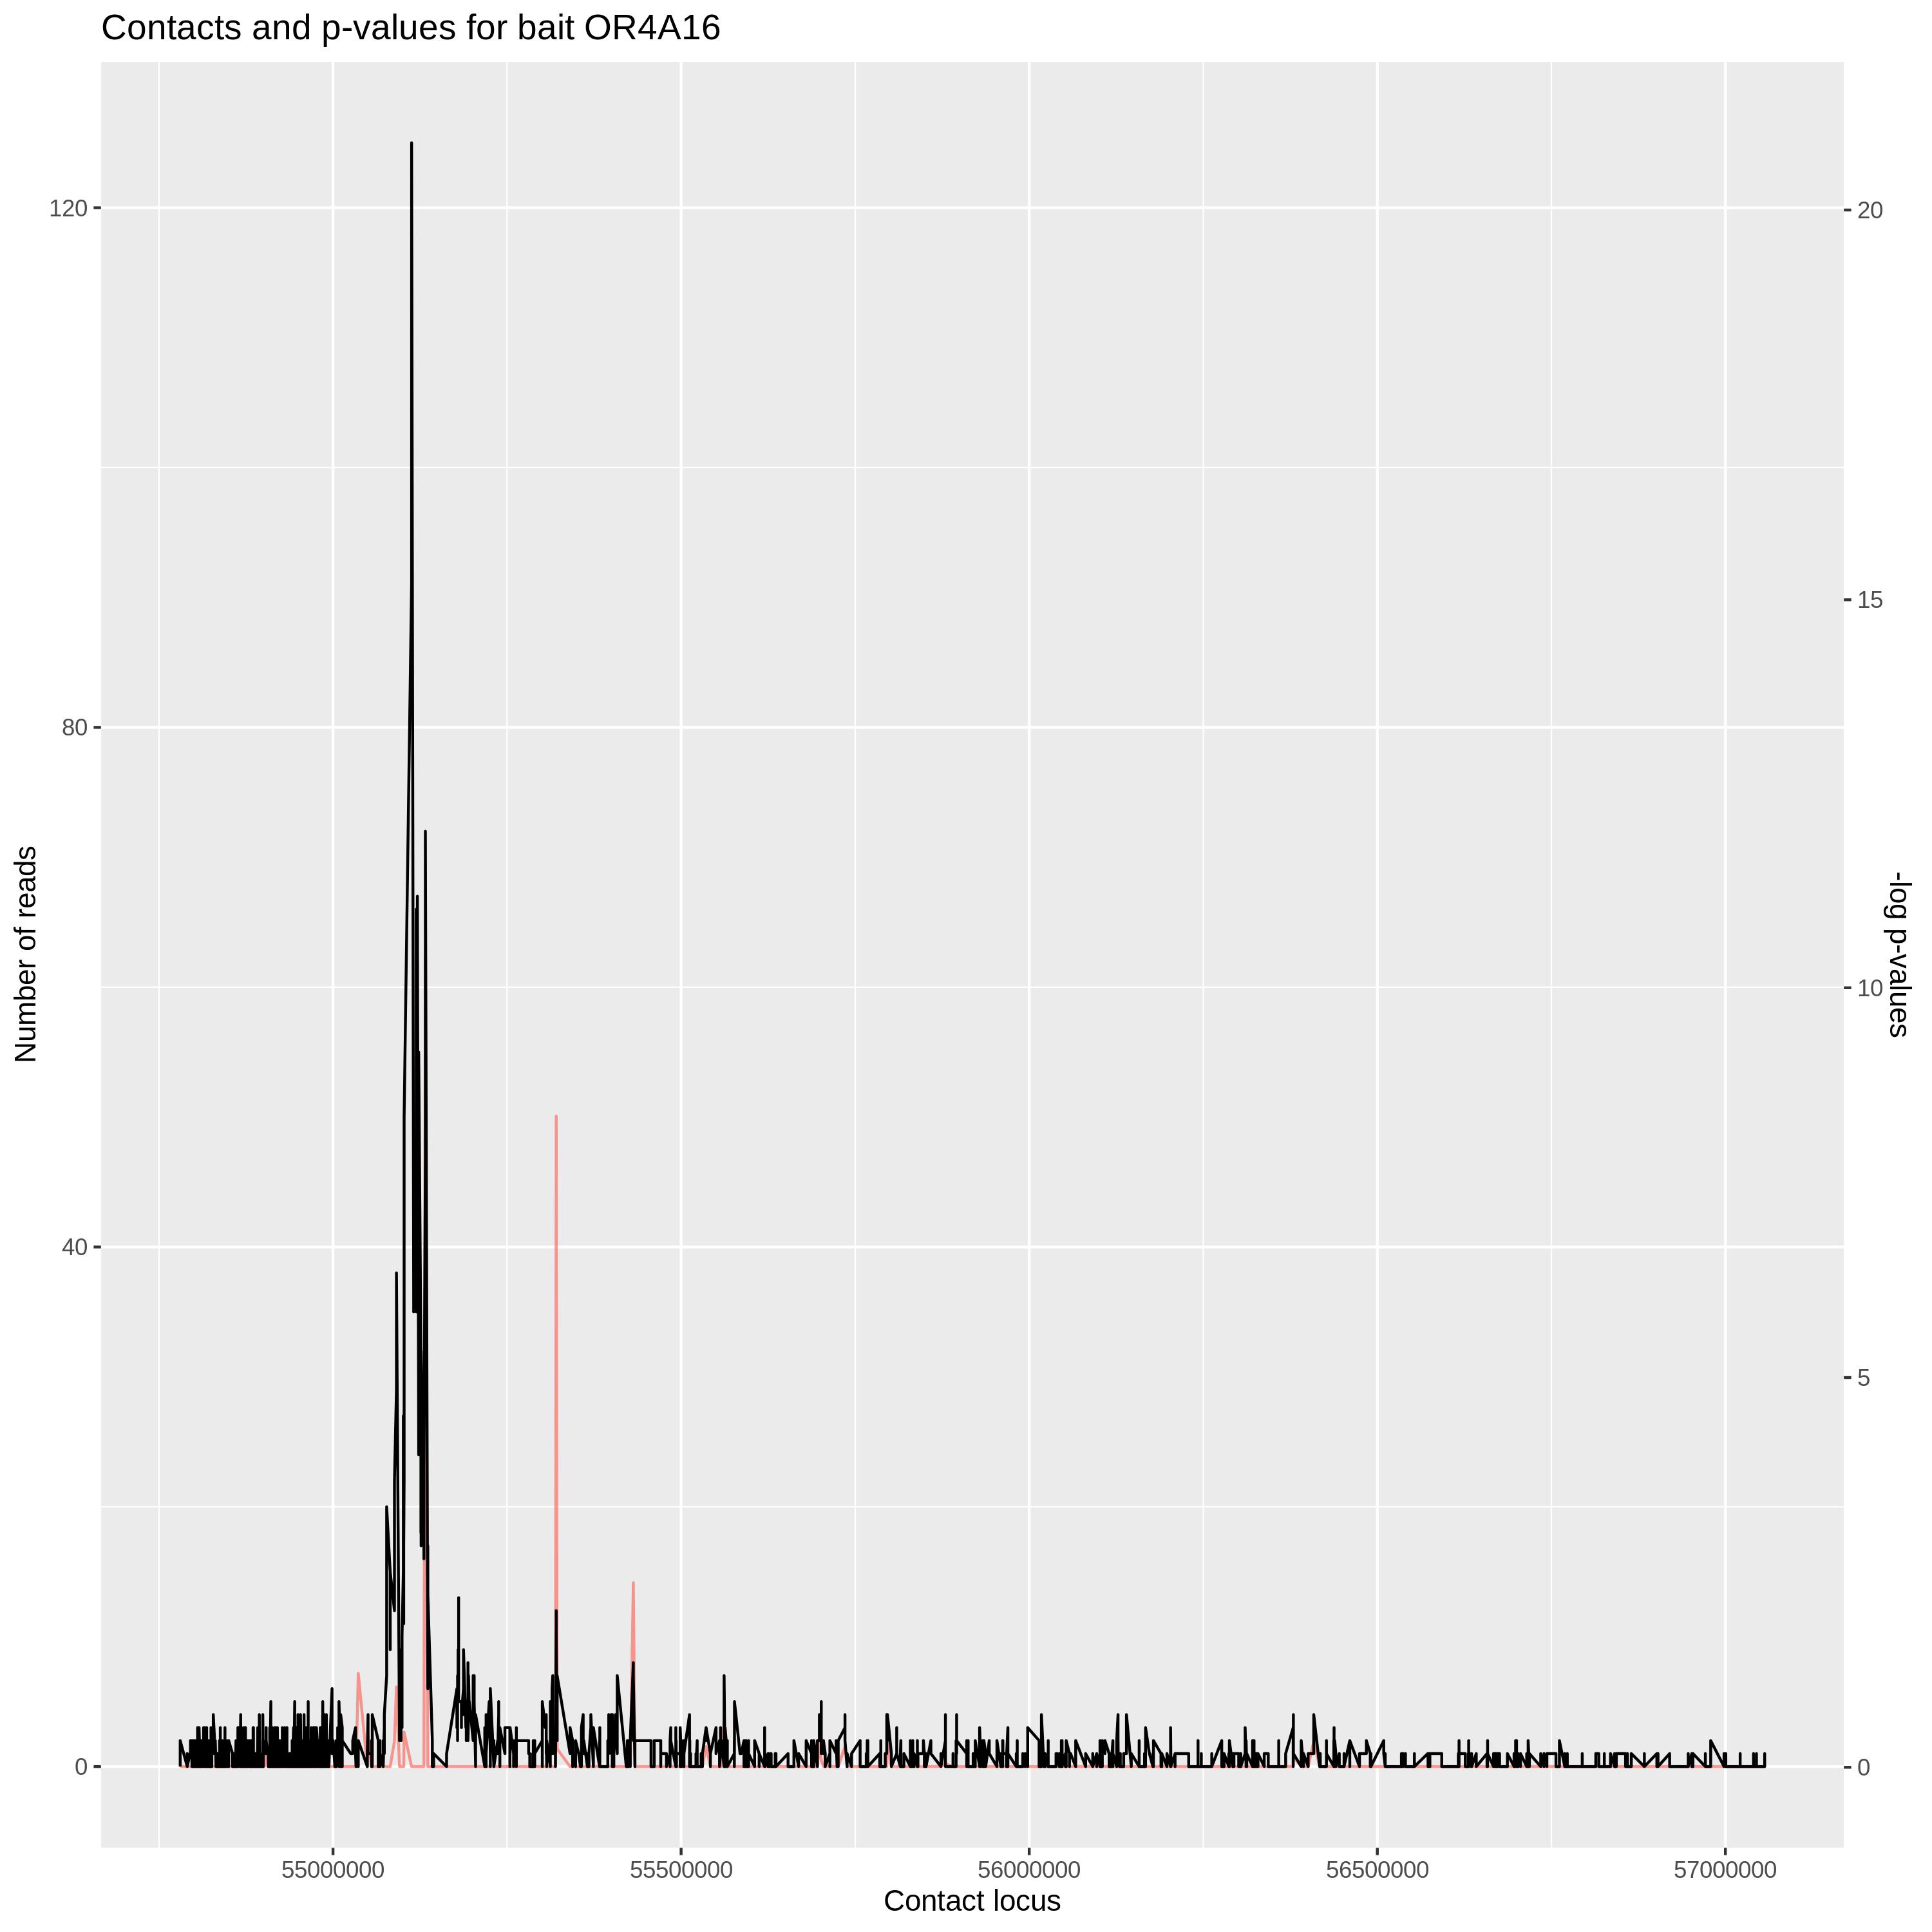 Contacts and p-values for bait OR4A16
120
80
40
0
Number of reads
20
15
10
5
0
-log p-values
55000000 55500000 56000000 56500000 57000000
Contact locus